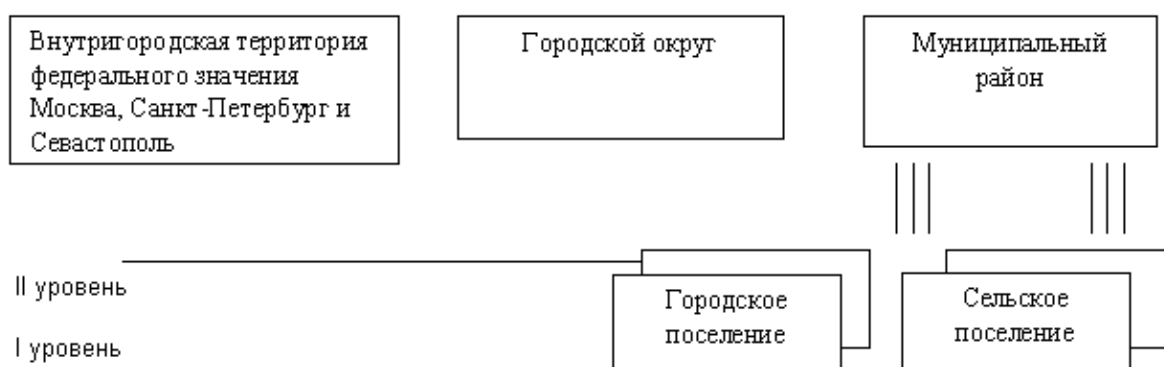 Внутригородская территория
федерального значения
Москва, Санкт-Петербург и
Севастополь
Городской округ
Муниципальный
район
II уровень
I уровень
Городское
поселение
Сельское
поселение